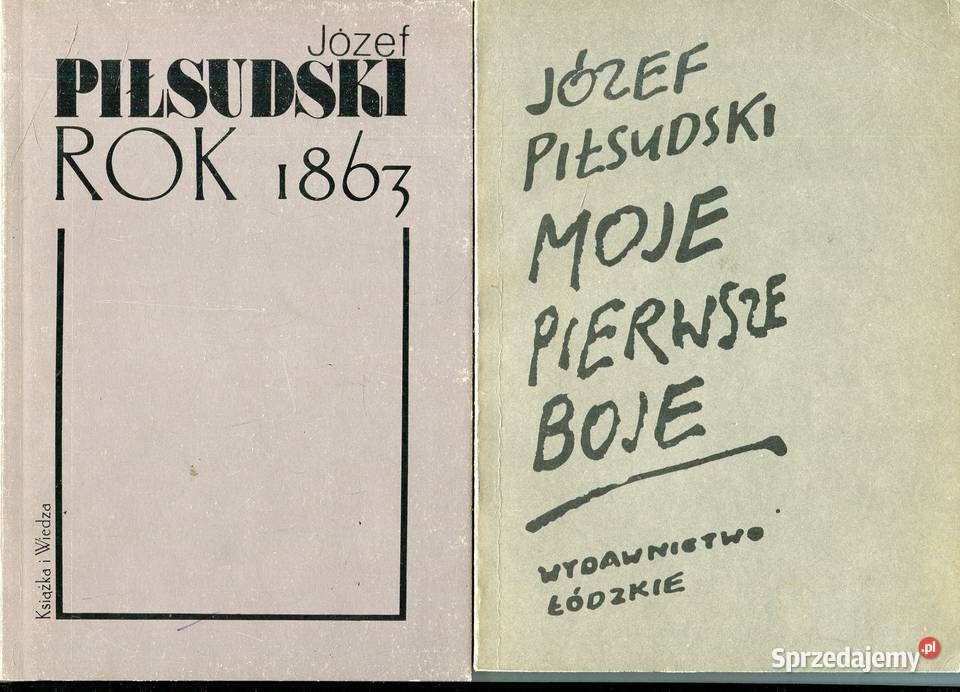 Józef
PIŁSUDSKI
ROK 1863
Książka i Wiedza
JÓZEF
PIŁSUDSKI
MOJE
PIERWSZE
BOJE
WYDAWNICTWO
ŁÓDZKIE
Sprzedajemy.pl